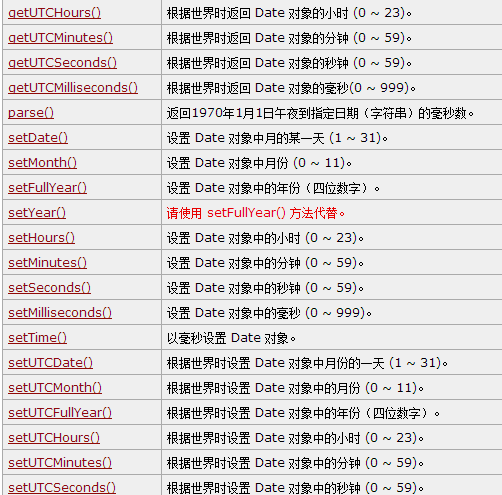 getUTCHours() 根据世界时返回 Date 对象的小时 (0 ~ 23)。
getUTCMinutes() 根据世界时返回 Date 对象的分钟 (0 ~ 59)。
getUTCSeconds() 根据世界时返回 Date 对象的秒钟 (0 ~ 59)。
getUTCMilliseconds() 根据世界时返回 Date 对象的毫秒(0 ~ 999)。
parse() 返回1970年1月1日午夜到指定日期（字符串）的毫秒数。
setDate() 设置 Date 对象中月的某一天 (1 ~ 31)。
setMonth() 设置 Date 对象中月份 (0 ~ 11)。
setFullYear() 设置 Date 对象中的年份（四位数字）。
setYear() 请使用 setFullYear() 方法代替。
setHours() 设置 Date 对象中的小时 (0 ~ 23)。
setMinutes() 设置 Date 对象中的分钟 (0 ~ 59)。
setSeconds() 设置 Date 对象中的秒钟 (0 ~ 59)。
setMilliseconds() 设置 Date 对象中的毫秒 (0 ~ 999)。
setTime() 以毫秒设置 Date 对象。
setUTCDate() 根据世界时设置 Date 对象中月份的一天 (1 ~ 31)。
setUTCMonth() 根据世界时设置 Date 对象中的月份 (0 ~ 11)。
setUTCFullYear() 根据世界时设置 Date 对象中的年份（四位数字）。
setUTCHours() 根据世界时设置 Date 对象中的小时 (0 ~ 23)。
setUTCMinutes() 根据世界时设置 Date 对象中的分钟 (0 ~ 59)。
setUTCSeconds() 根据世界时设置 Date 对象中的秒钟 (0 ~ 59)。